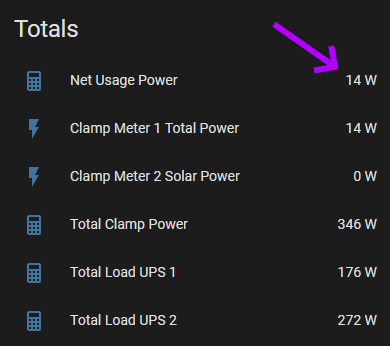 Totals
Net Usage Power 14 W
Clamp Meter 1 Total Power 14 W
Clamp Meter 2 Solar Power 0 W
Total Clamp Power 346 W
Total Load UPS 1 176 W
Total Load UPS 2 272 W